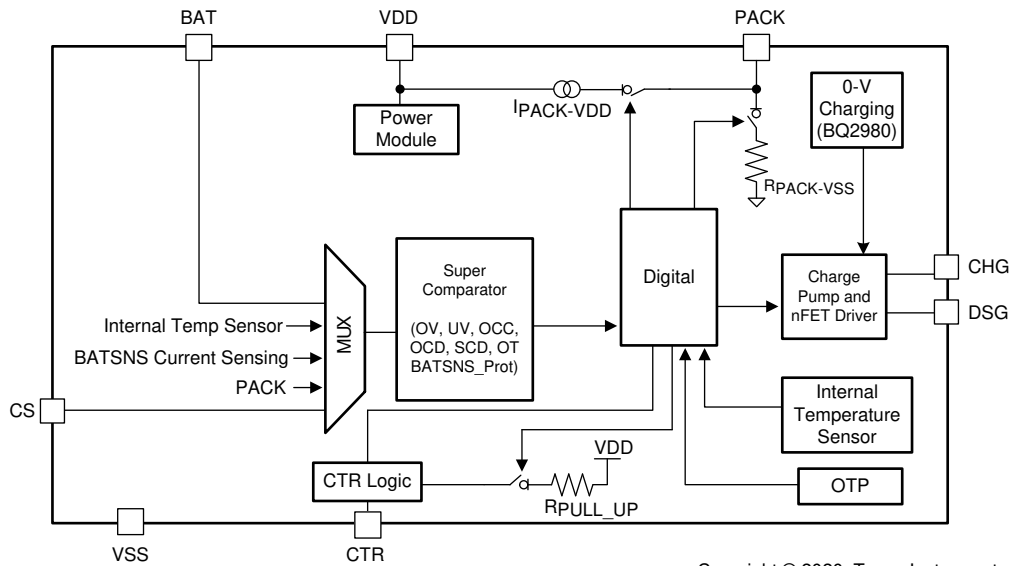 BAT
VDD
PACK
IPACK-VDD
Power
Module
0-V
Charging
(BQ2980)
RPACK-VSS
Super
Comparator
(OV, UV, OCC,
OCD, SCD, OT
BATSNS_Prot)
Digital
Charge
Pump and
nFET Driver
CHG
DSG
MUX
Internal Temp Sensor
BATSNS Current Sensing
PACK
CS
Internal
Temperature
Sensor
VDD
CTR Logic
RPULL_UP
OTP
VSS
CTR